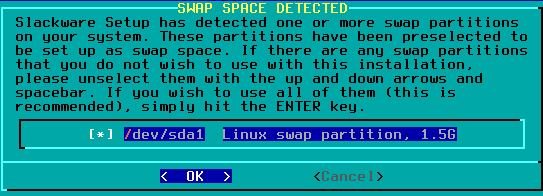 SWAP SPACE DETECTED
Slackware Setup has detected one or more swap partitions
on your system. These partitions have been preselected to
be set up as swap space. If there are any swap partitions
that you do not wish to use with this installation,
please unselect them with the up and down arrows and
spacebar. If you wish to use all of them (this is
recommended), simply hit the ENTER key.
[*] /dev/sda1 Linux swap partition, 1.5G
< OK > <Cancel>